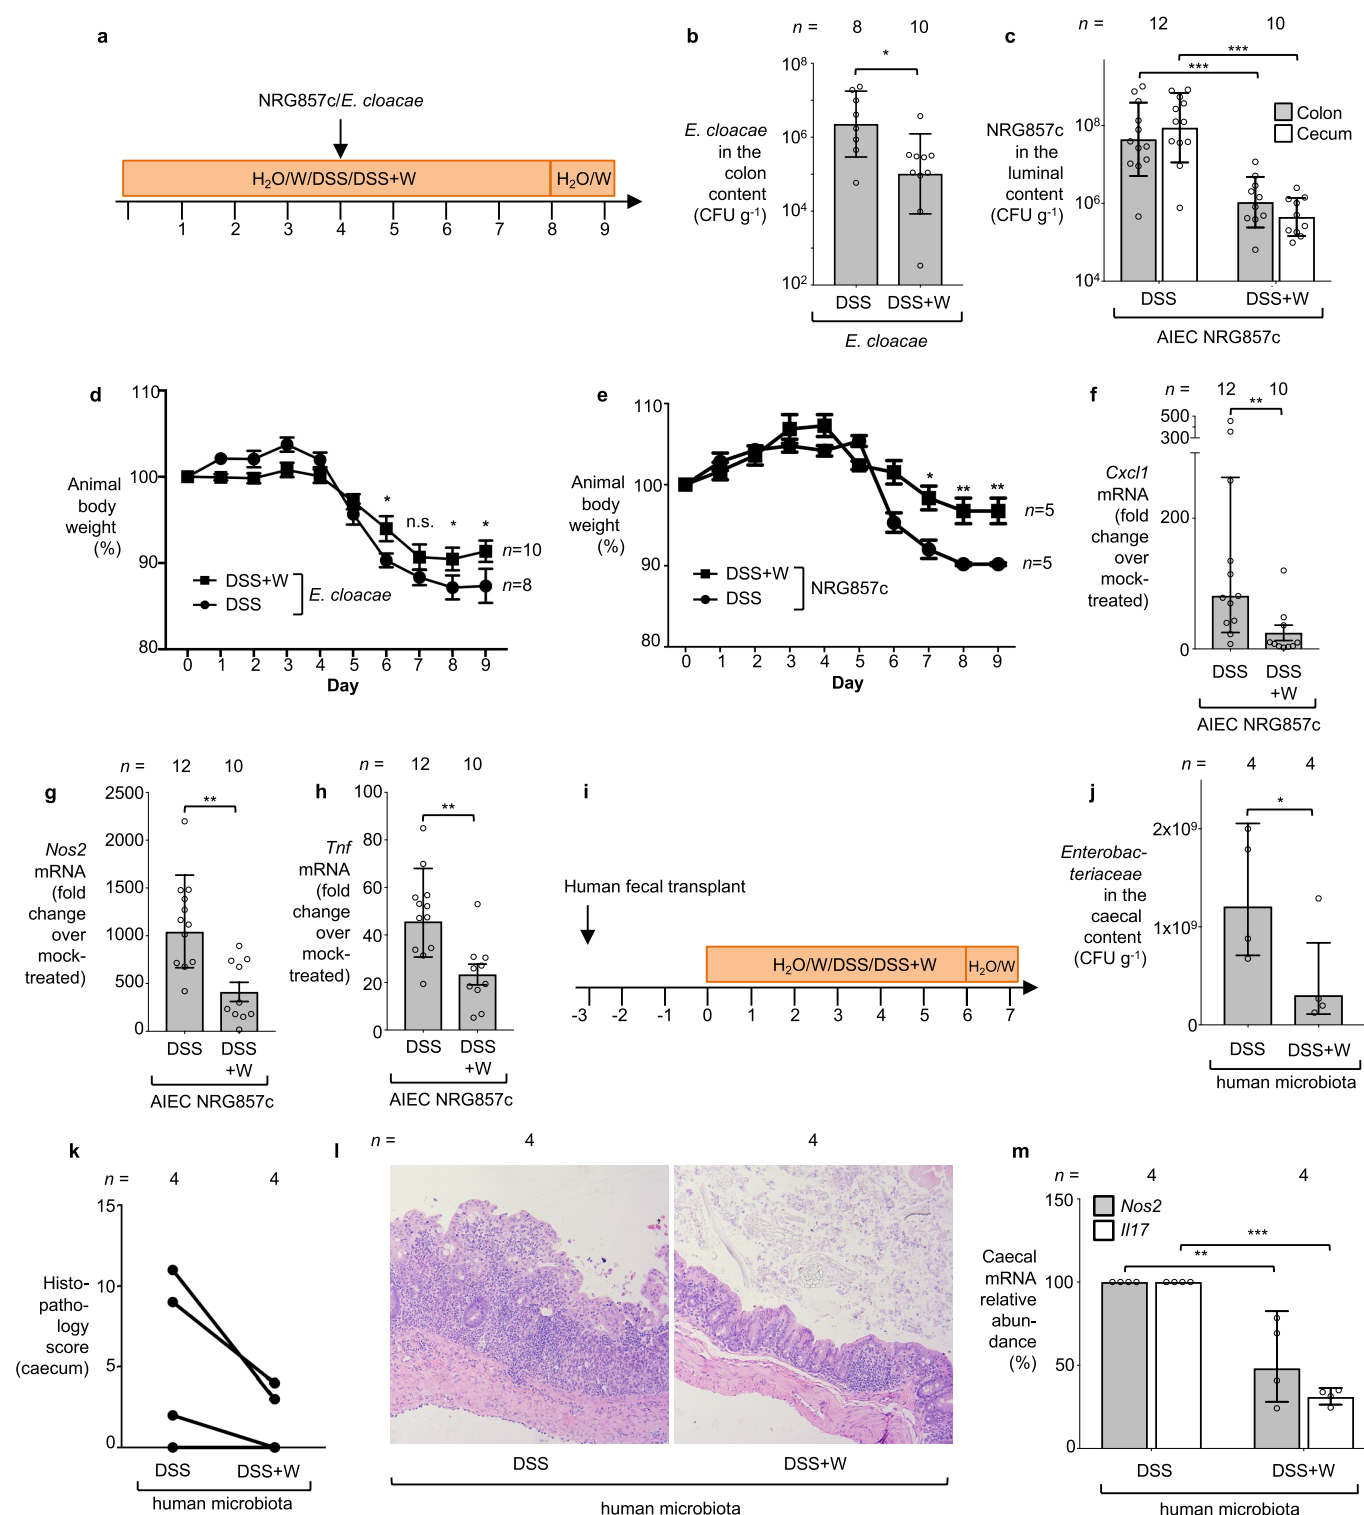 a
NRG857c/E. cloacae
H2O/W/DSS/DSS+W
H2O/W
1 2 3 4 5 6 7 8 9
b
n = 8 10
*
E. cloacae
in the
colon
content
(CFU g-1)
10^8
10^6
10^4
10^2
DSS DSS+W
E. cloacae
c
n = 12 10
***
***
NRG857c
in the
luminal
content
(CFU g-1)
10^8
10^6
10^4
Colon
Cecum
DSS DSS+W
AIEC NRG857c
d
Animal
body
weight
(%)
110
100
90
80
* n.s. * *
n=10
n=8
DSS+W
DSS
E. cloacae
0 1 2 3 4 5 6 7 8 9
Day
e
Animal
body
weight
(%)
110
100
90
80
* ** **
n=5
n=5
DSS+W
DSS
NRG857c
0 1 2 3 4 5 6 7 8 9
Day
f
n = 12 10
**
Cxcl1
mRNA
(fold
change
over
mock-
treated)
500
300
200
0
DSS DSS
+W
AIEC NRG857c
g
n = 12 10
**
Nos2
mRNA
(fold
change
over
mock-
treated)
2500
2000
1500
1000
500
0
DSS DSS
+W
AIEC NRG857c
h
n = 12 10
**
Tnf
mRNA
(fold
change
over
mock-
treated)
100
80
60
40
20
0
DSS DSS
+W
AIEC NRG857c
i
Human fecal transplant
H2O/W/DSS/DSS+W
H2O/W
-3 -2 -1 0 1 2 3 4 5 6 7
j
n = 4 4
*
Enterobac-
teriaceae
in the
caecal
content
(CFU g-1)
2x10^9
1x10^9
0
DSS DSS+W
human microbiota
k
n = 4 4
Histo-
patho-
logy
score
(caecum)
15
10
5
0
DSS DSS+W
human microbiota
l
n = 4 4
DSS DSS+W
human microbiota
m
n = 4 4
Nos2
Il17
***
**
Caecal
mRNA
relative
abun-
dance
(%)
150
100
50
0
DSS DSS+W
human microbiota